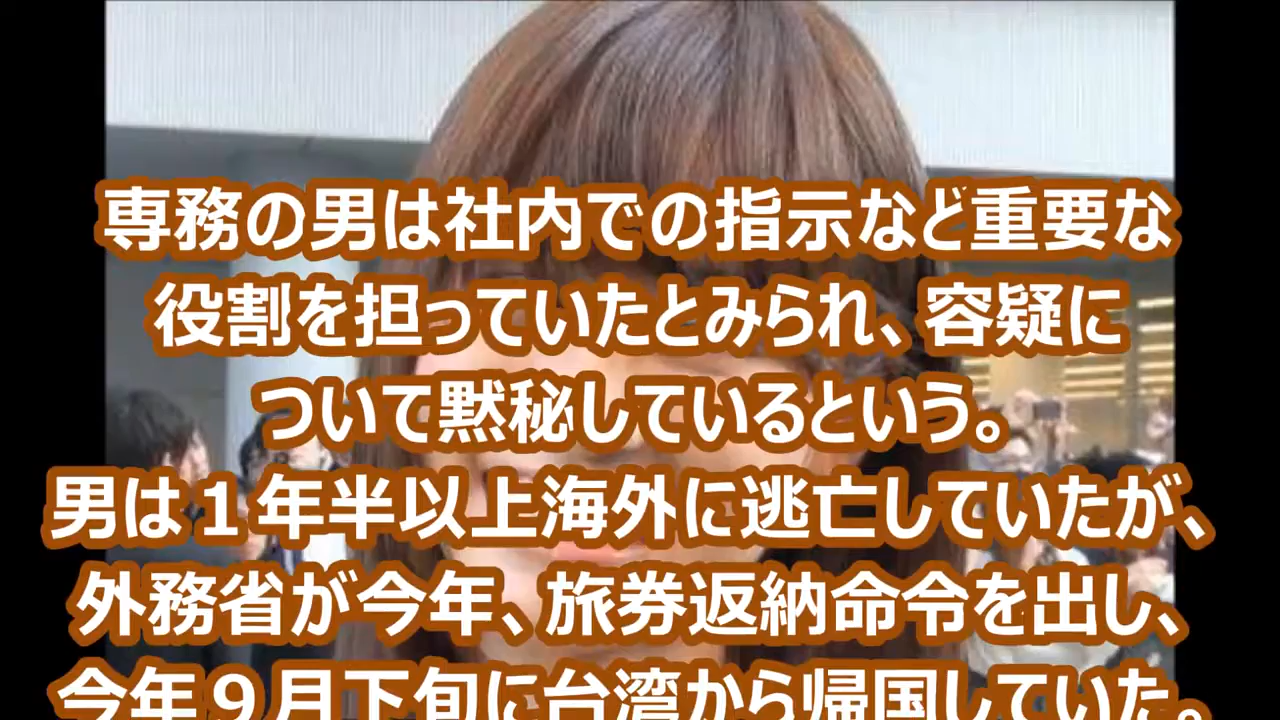 専務の男は社内での指示など重要な
役割を担っていたとみられ、容疑に
ついて黙秘しているという。
男は１年半以上海外に逃亡していたが、
外務省が今年、旅券返納命令を出し、
今年９月下旬に台湾から帰国していた。